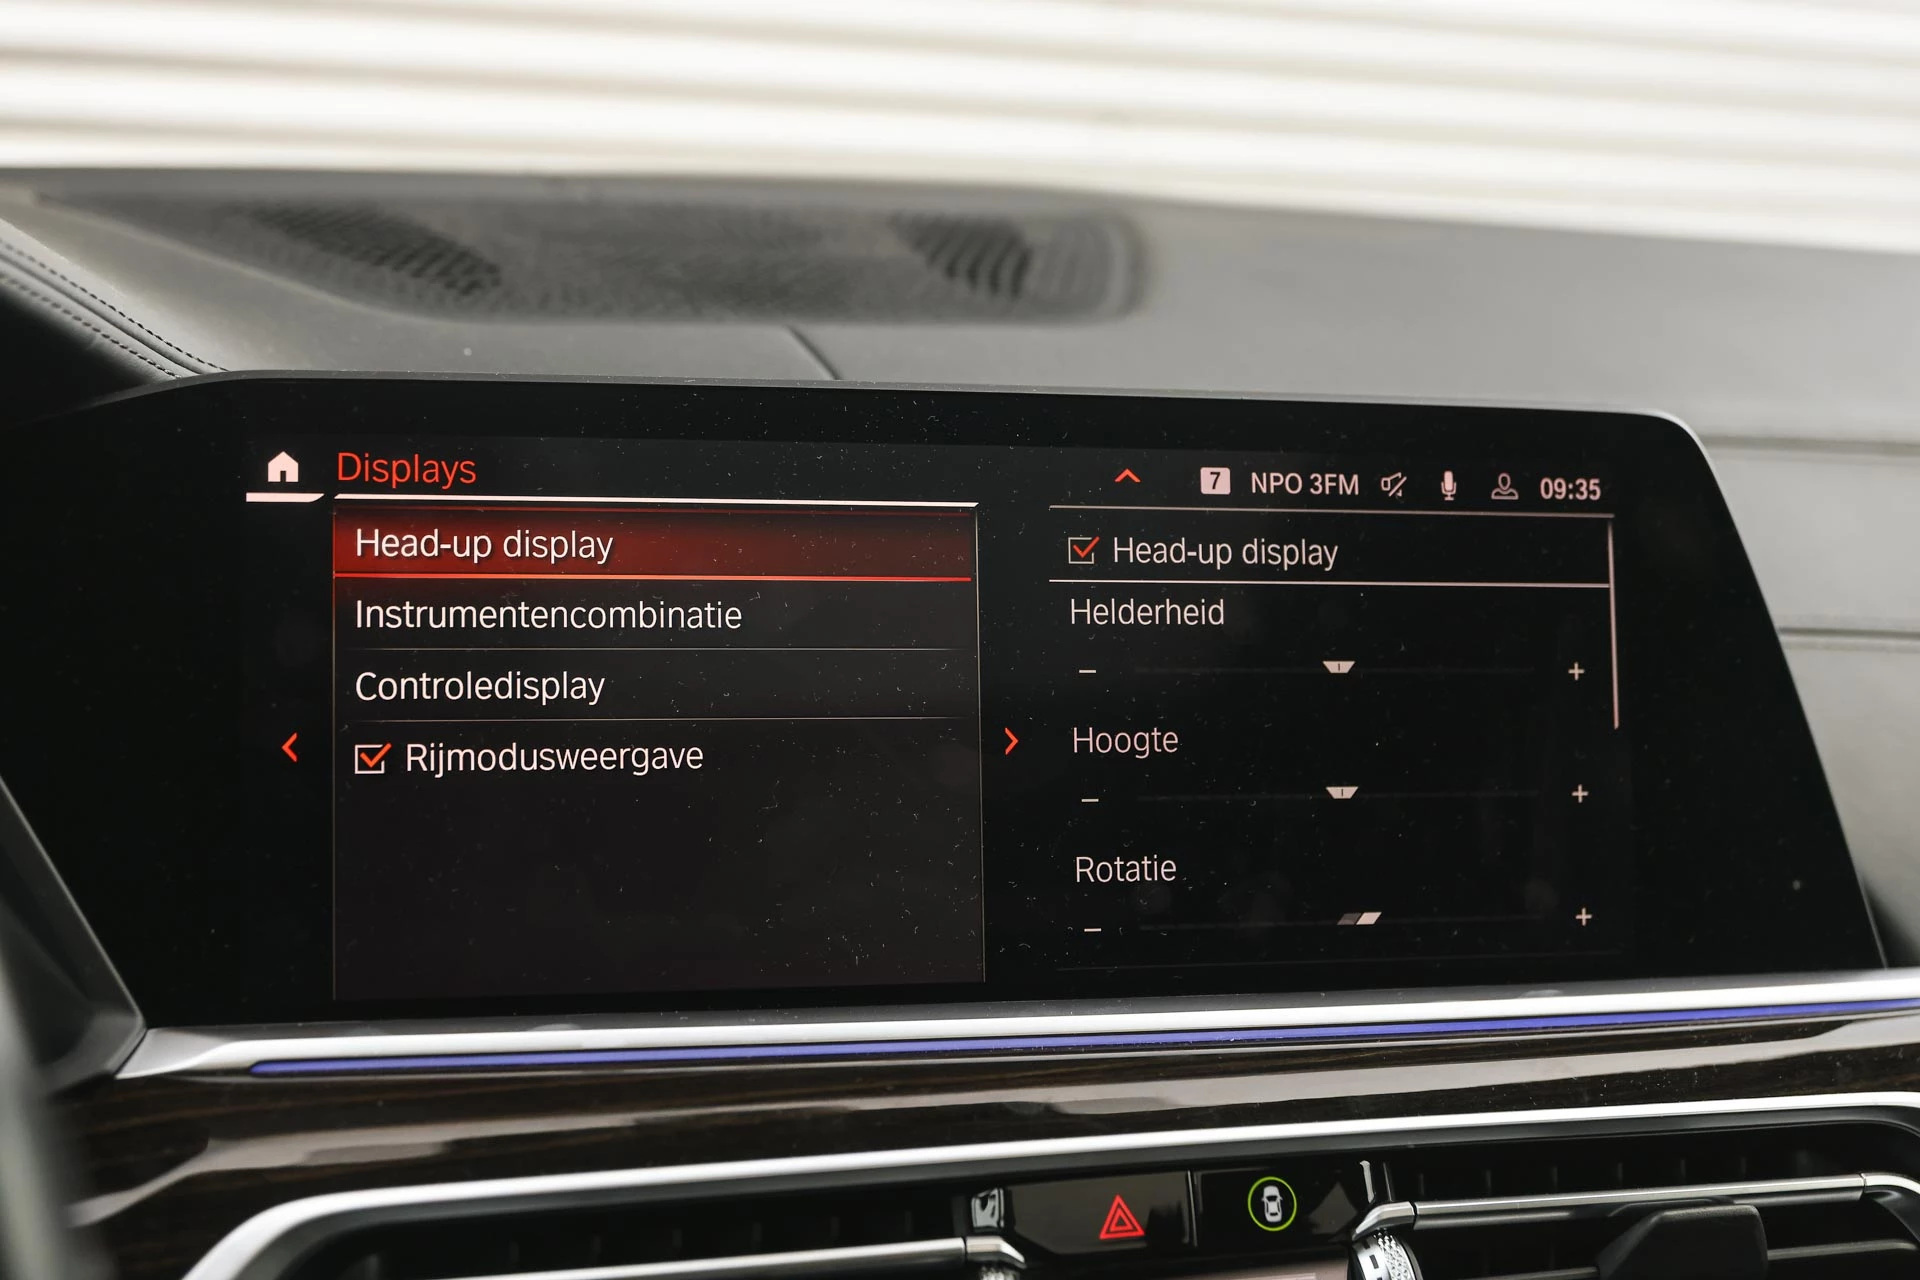 Displays
7 NPO 3FM 09:35
Head-up display
Instrumentencombinatie
Controledisplay
Rijmodusweergave
Head-up display
Helderheid
- +
Hoogte
- +
Rotatie
- +